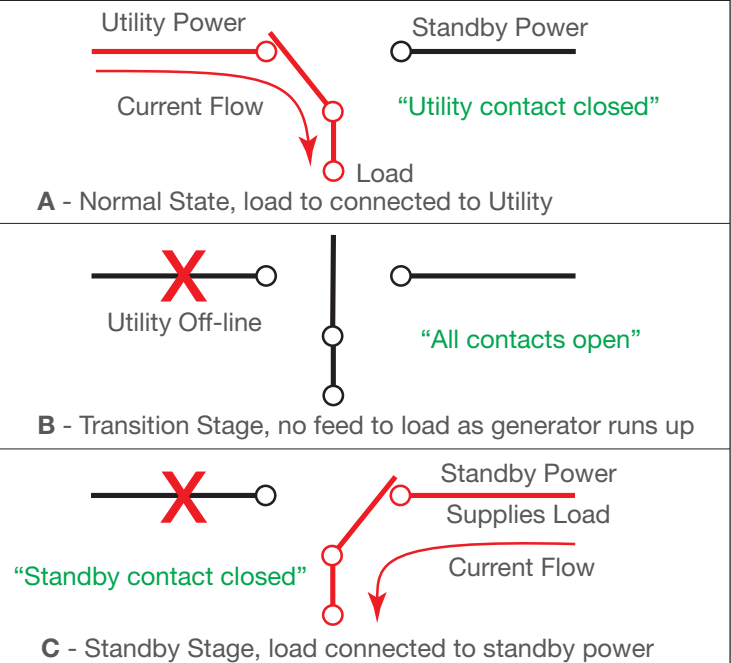 Utility Power
Standby Power
Current Flow
“Utility contact closed”
Load
A - Normal State, load to connected to Utility
X
Utility Off-line
“All contacts open”
B - Transition Stage, no feed to load as generator runs up
X
Standby Power
Supplies Load
“Standby contact closed”
Current Flow
C - Standby Stage, load connected to standby power